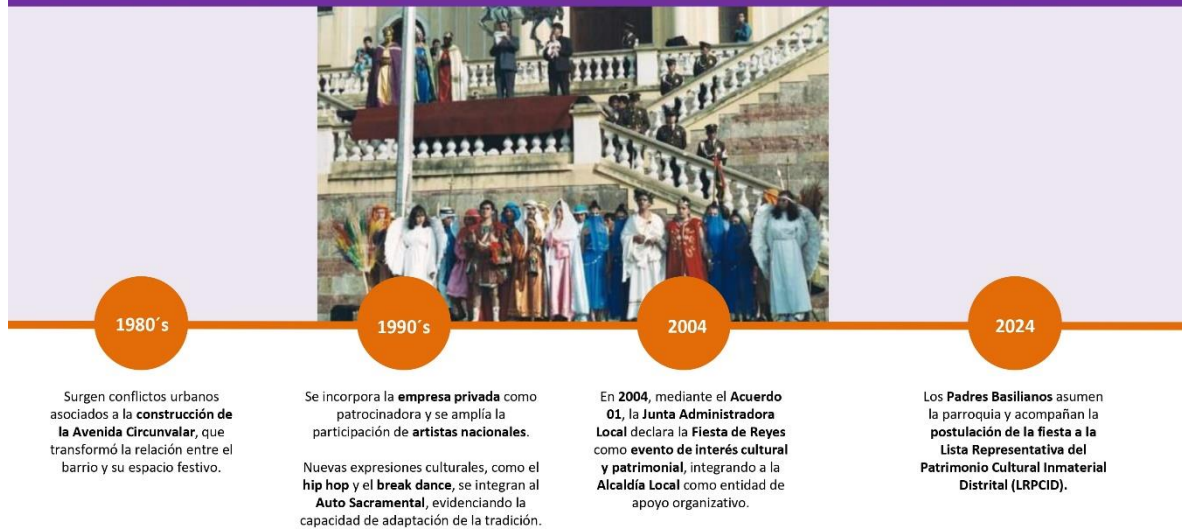 1980´s
Surgen conflictos urbanos
asociados a la construcción de
la Avenida Circunvalar, que
transformó la relación entre el
barrio y su espacio festivo.
1990´s
Se incorpora la empresa privada como
patrocinadora y se amplía la
participación de artistas nacionales.
Nuevas expresiones culturales, como el
hip hop y el break dance, se integran al
Auto Sacramental, evidenciando la
capacidad de adaptación de la tradición.
2004
En 2004, mediante el Acuerdo
01, la Junta Administradora
Local declara la Fiesta de Reyes
como evento de interés cultural
y patrimonial, integrando a la
Alcaldía Local como entidad de
apoyo organizativo.
2024
Los Padres Basilianos asumen
la parroquia y acompañan la
postulación de la fiesta a la
Lista Representativa del
Patrimonio Cultural Inmaterial
Distrital (LRPCID).